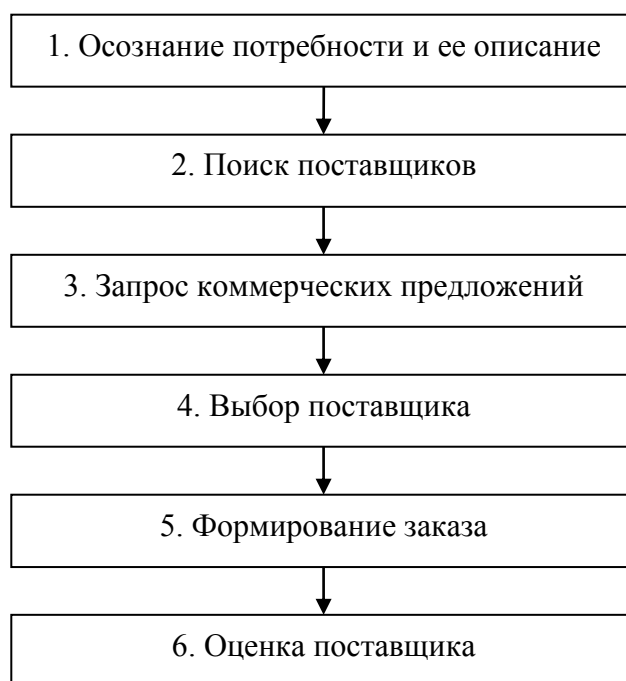 1. Осознание потребности и ее описание
2. Поиск поставщиков
3. Запрос коммерческих предложений
4. Выбор поставщика
5. Формирование заказа
6. Оценка поставщика